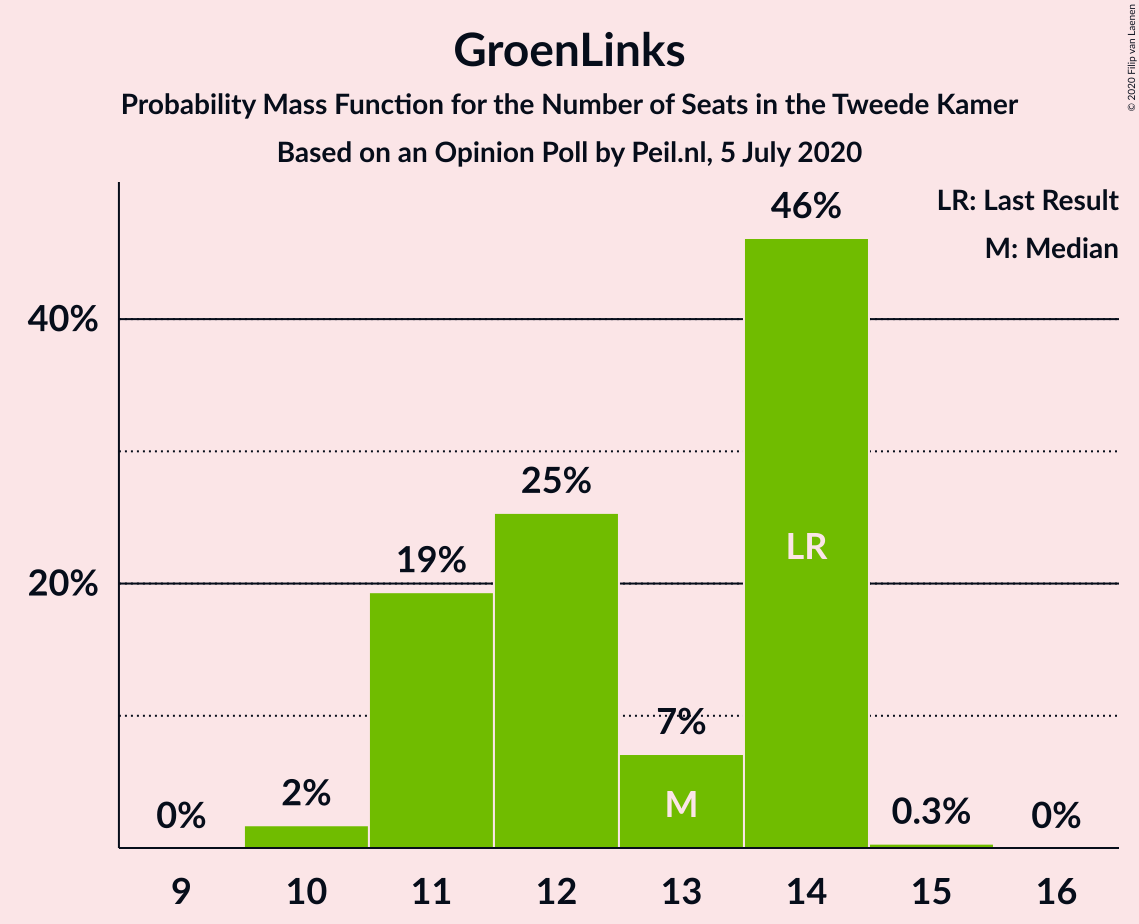 GroenLinks
Probability Mass Function for the Number of Seats in the Tweede Kamer
Based on an Opinion Poll by Peil.nl, 5 July 2020
© 2020 Filip van Laenen
LR: Last Result
M: Median
40%
20%
0%
2%
19%
25%
7%
46%
0.3%
0%
M
LR
9
10
11
12
13
14
15
16